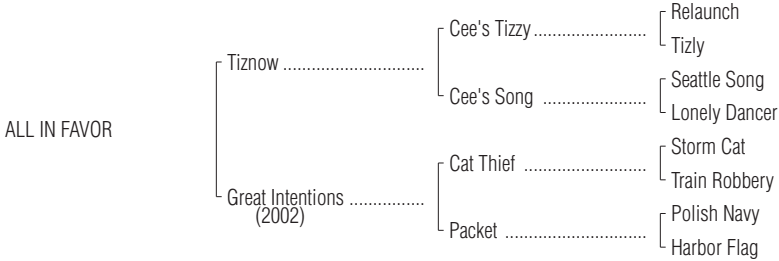 Relaunch
Cee's Tizzy ........................
Tizly
Tiznow ..............................
Seattle Song
Cee's Song ......................
Lonely Dancer
ALL IN FAVOR
Storm Cat
Cat Thief ..........................
Train Robbery
Great Intentions ................
(2002)
Polish Navy
Packet ..............................
Harbor Flag